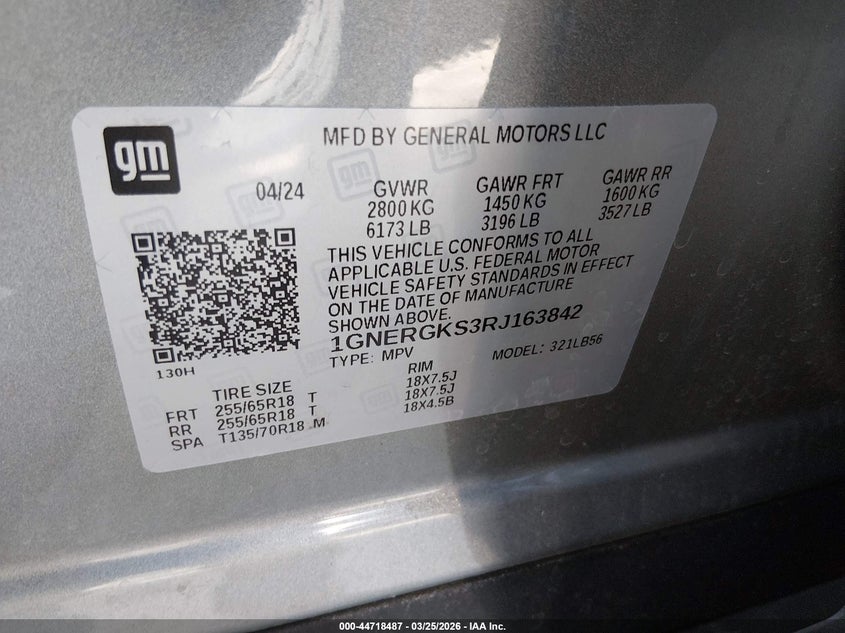 gm
MFD BY GENERAL MOTORS LLC
04/24
GVWR
2800 KG
6173 LB
GAWR FRT
1450 KG
3196 LB
GAWR RR
1600 KG
3527 LB
THIS VEHICLE CONFORMS TO ALL
APPLICABLE U.S. FEDERAL MOTOR
VEHICLE SAFETY STANDARDS IN EFFECT
ON THE DATE OF MANUFACTURE
SHOWN ABOVE.
1GNERGKS3RJ163842
TYPE: MPV MODEL: 321LB56
130H
TIRE SIZE RIM
FRT 255/65R18 T 18X7.5J
RR 255/65R18 T 18X7.5J
SPA T135/70R18 M 18X4.5B
000-44718487 - 03/25/2026 - IAA Inc.